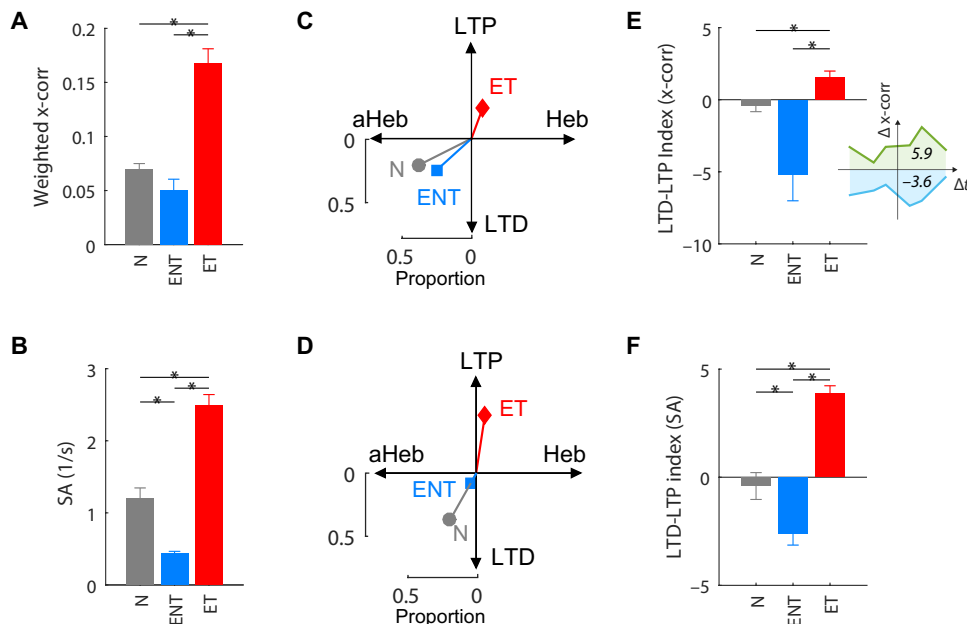 A
Weighted x-corr
0.2
0.15
0.1
0.05
0
*
*
N
ENT
ET
C
LTP
ET
aHeb
Heb
0
N
ENT
0.5
LTD
0.5
0
Proportion
E
LTD-LTP Index (x-corr)
5
0
−5
−10
*
*
N
ENT
ET
Δ x-corr
5.9
−3.6
Δt
B
SA (1/s)
3
2
1
0
*
*
*
N
ENT
ET
D
LTP
ET
aHeb
Heb
0
ENT
N
0.5
LTD
0.5
0
Proportion
F
LTD-LTP index (SA)
5
0
−5
*
*
*
N
ENT
ET